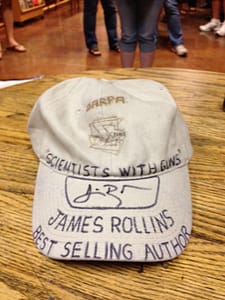 DARPA
"SCIENTISTS WITH GUNS"
JAMES ROLLINS
BEST SELLING AUTHOR